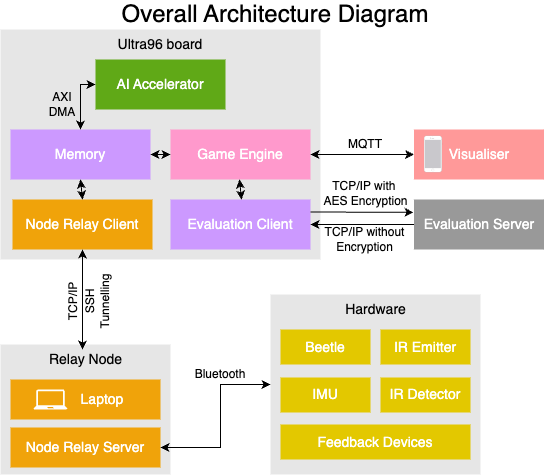 Overall Architecture Diagram
Ultra96 board
AI Accelerator
AXI
DMA
Memory
Game Engine
MQTT
Visualiser
Node Relay Client
Evaluation Client
TCP/IP with
AES Encryption
TCP/IP without
Encryption
Evaluation Server
TCP/IP
SSH
Tunnelling
Hardware
Relay Node
Beetle
IR Emitter
Bluetooth
Laptop
IMU
IR Detector
Node Relay Server
Feedback Devices